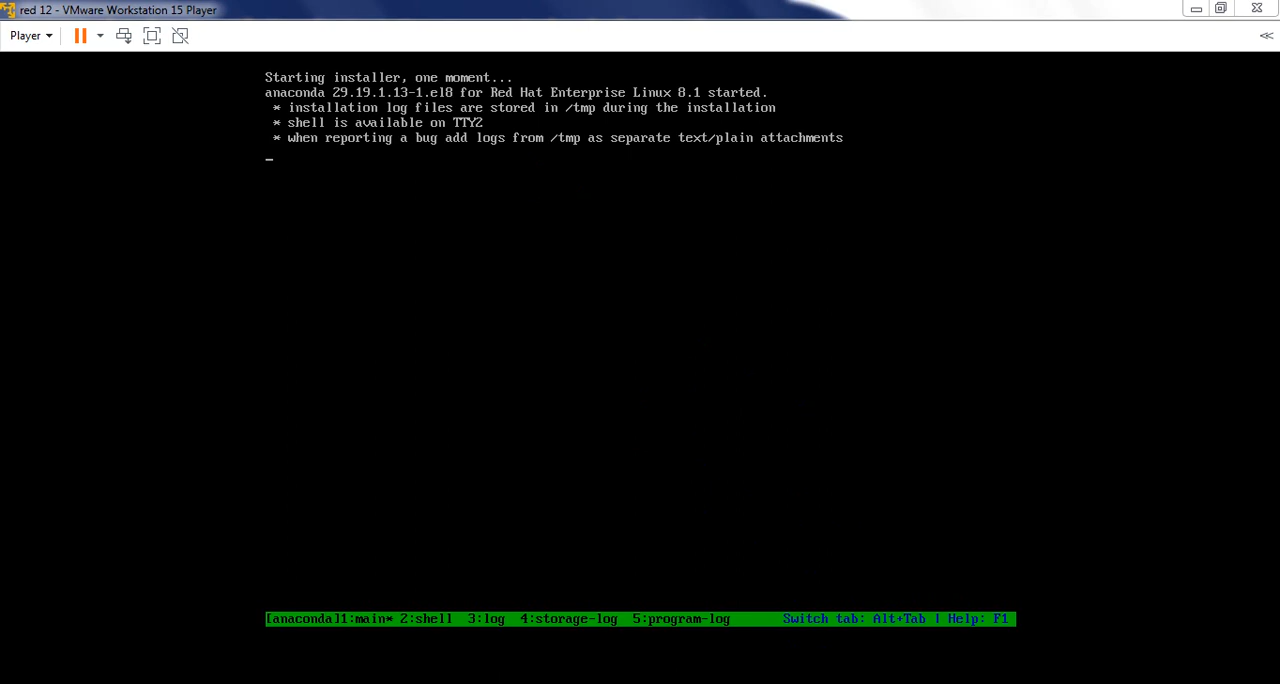 red 12 - VMware Workstation 15 Player
Player
Starting installer, one moment...
anaconda 29.19.1.13-1.el8 for Red Hat Enterprise Linux 8.1 started.
* installation log files are stored in /tmp during the installation
* shell is available on TTY2
* when reporting a bug add logs from /tmp as separate text/plain attachments
[anaconda]1:main* 2:shell  3:log  4:storage-log  5:program-log Switch tab: Alt+Tab | Help: F1